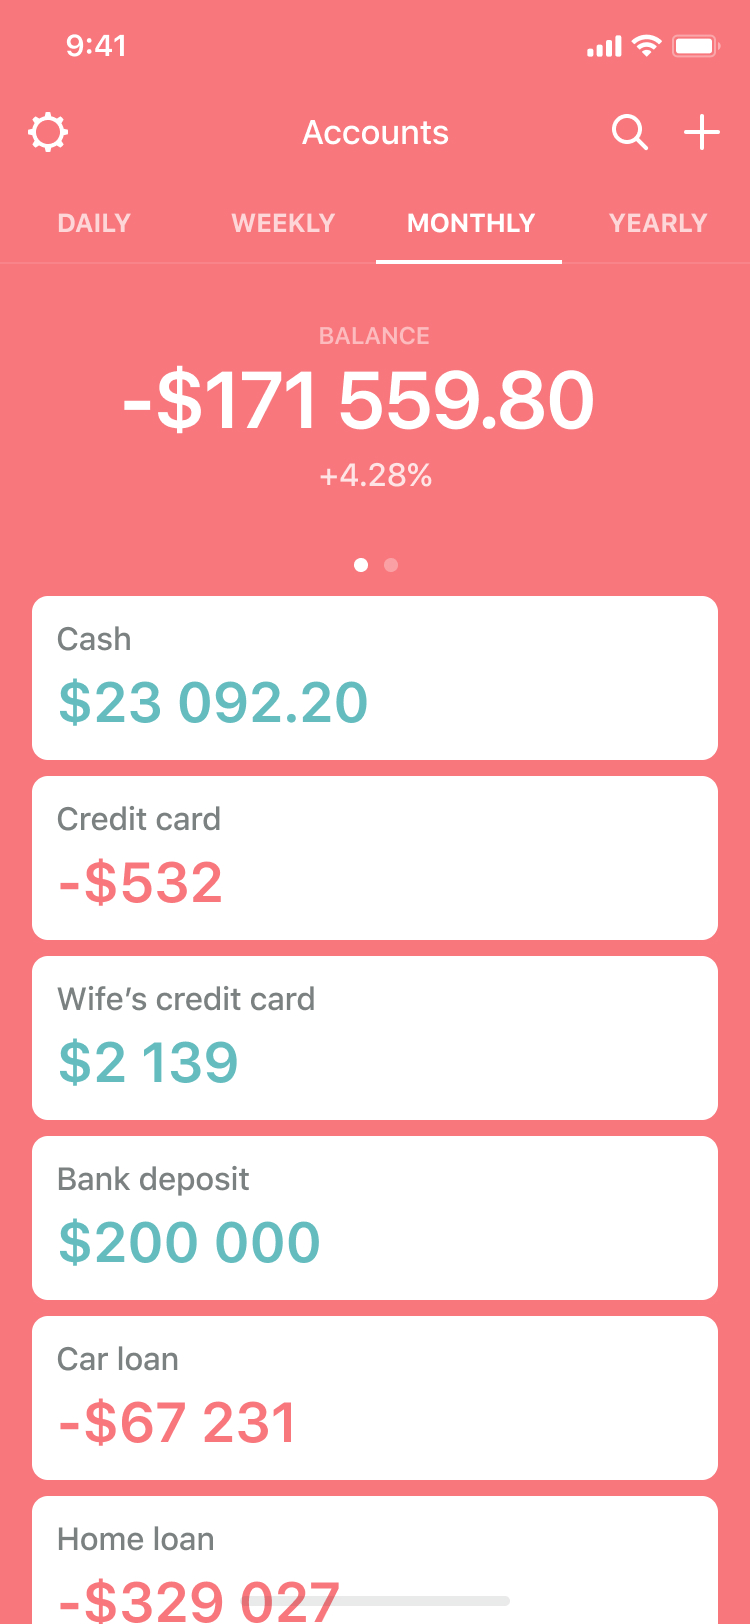 9:41
Accounts
DAILY WEEKLY MONTHLY YEARLY
BALANCE
-$171 559.80
+4.28%
Cash
$23 092.20
Credit card
-$532
Wife’s credit card
$2 139
Bank deposit
$200 000
Car loan
-$67 231
Home loan
-$329 027